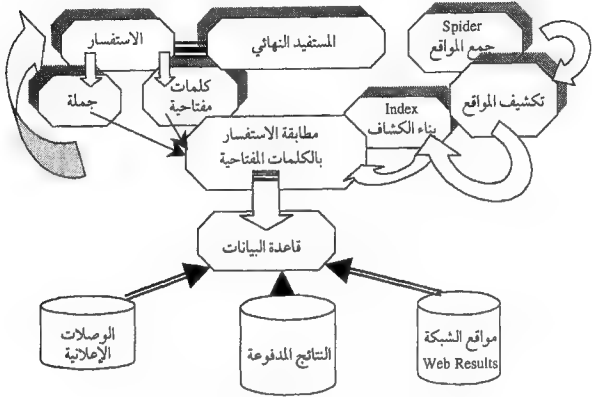 Spider
جمع المواقع
المستفيد النهائي
الاستفسار
تكشيف المواقع
Index
بناء الكشاف
كلمات
مفتاحية
جملة
مطابقة الاستفسار
بالكلمات المفتاحية
قاعدة البيانات
مواقع الشبكة
Web Results
النتائج المدفوعة
الوصلات
الإعلانية